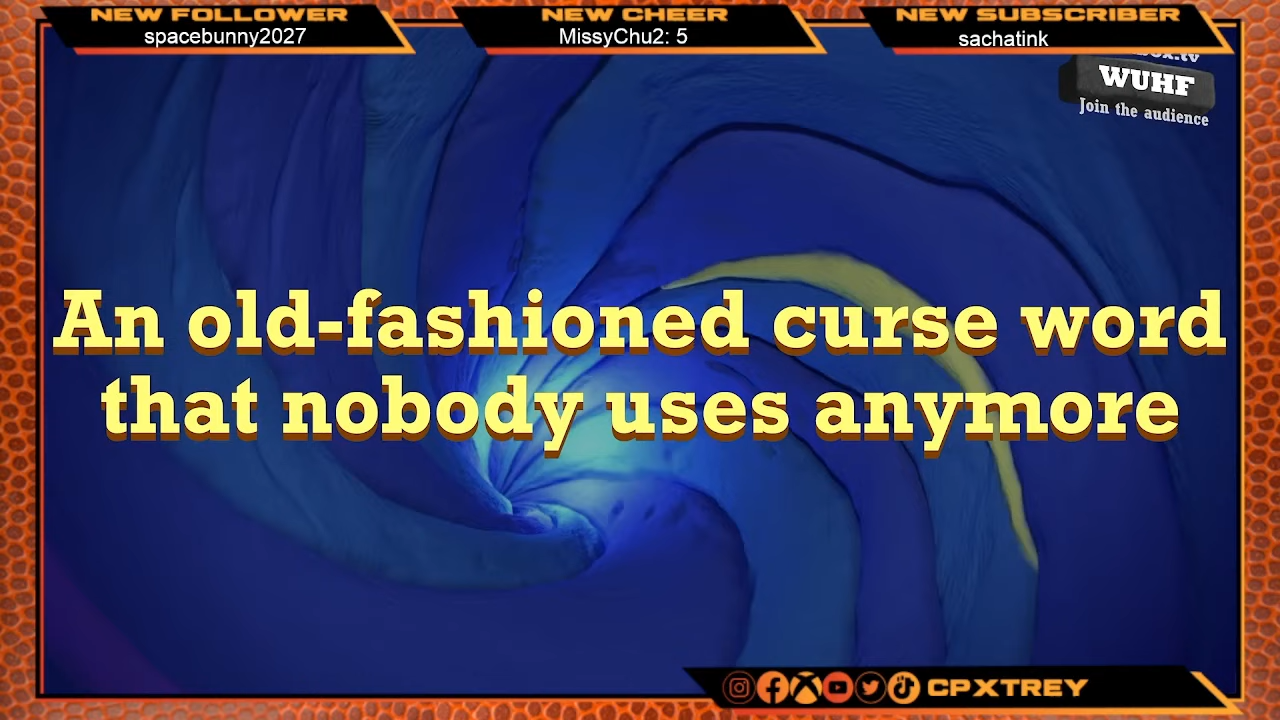 NEW FOLLOWER
spacebunny2027
NEW CHEER
MissyChu2: 5
NEW SUBSCRIBER
sachatink
WUHF
Join the audience
An old-fashioned curse word
that nobody uses anymore
CPXTREY